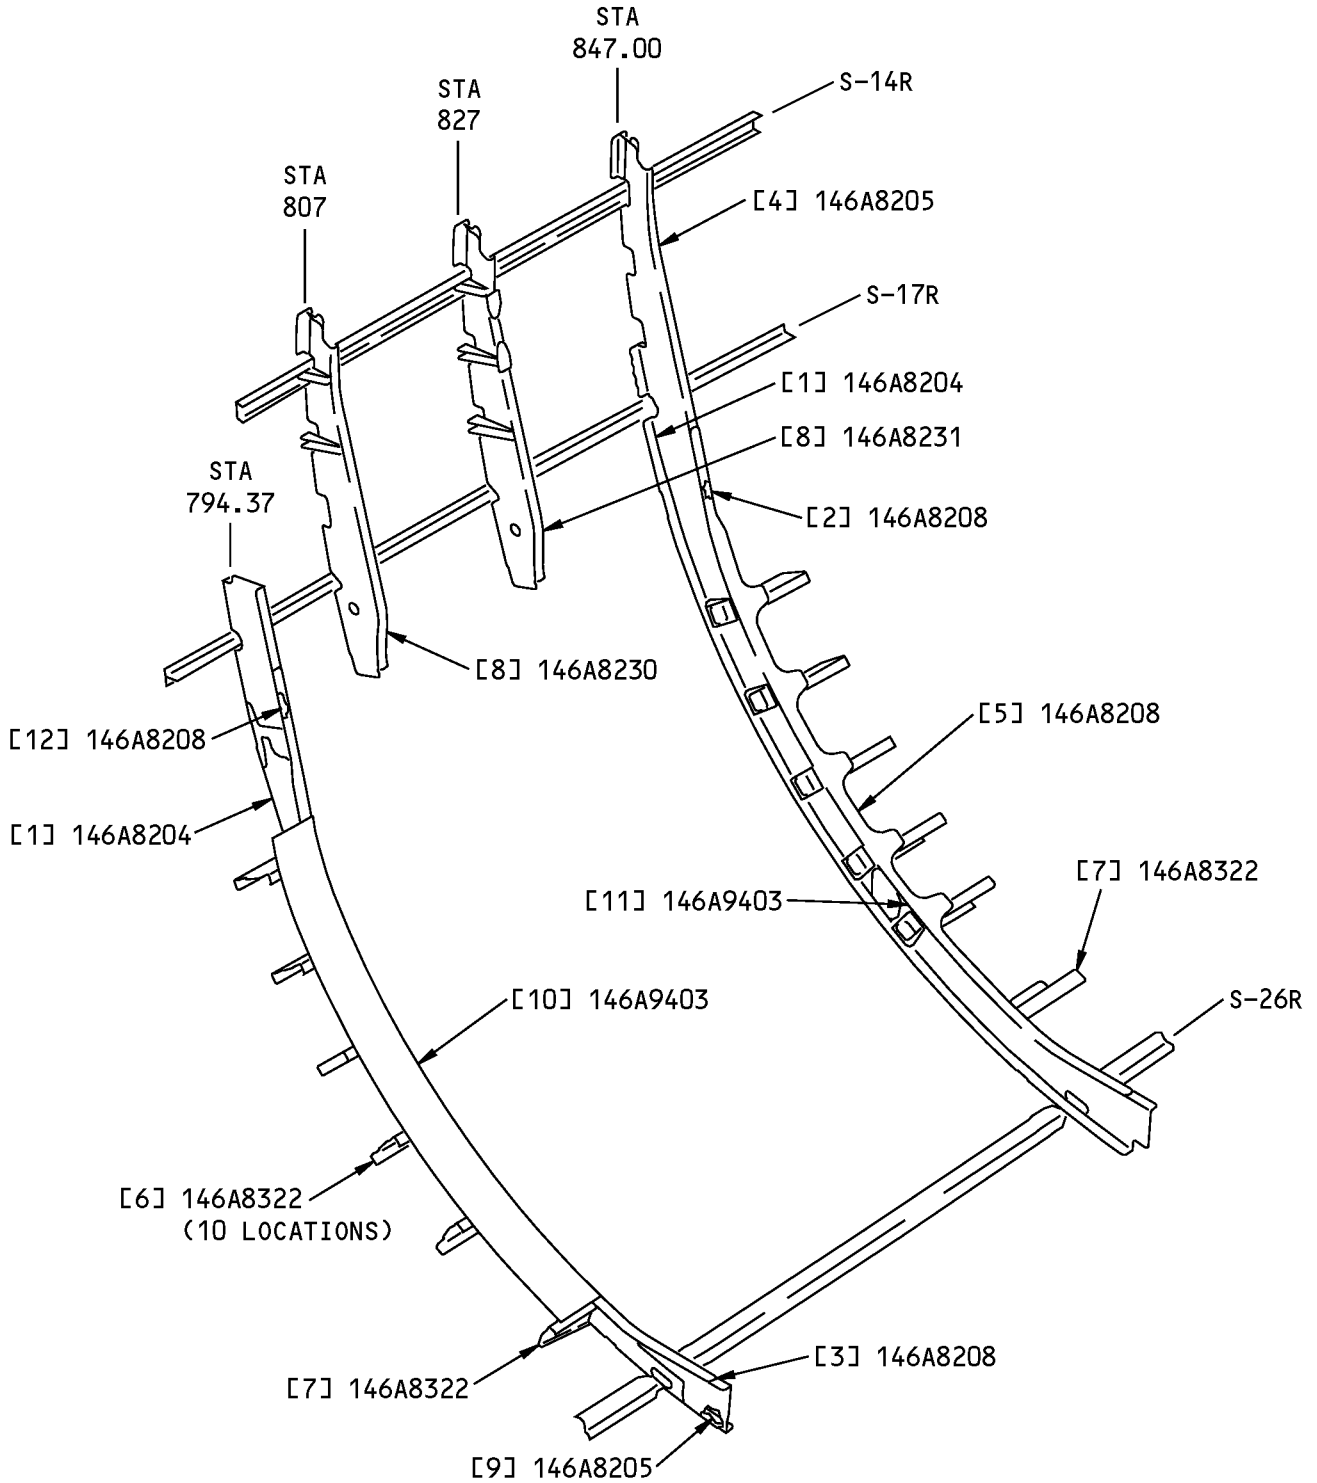 STA
847.00
S-14R
STA
827
STA
807
[4] 146A8205
S-17R
[1] 146A8204
[8] 146A8231
STA
794.37
[2] 146A8208
[8] 146A8230
[5] 146A8208
[12] 146A8208
[1] 146A8204
[7] 146A8322
[11] 146A9403
[10] 146A9403
S-26R
[6] 146A8322
(10 LOCATIONS)
[3] 146A8208
[7] 146A8322
[9] 146A8205